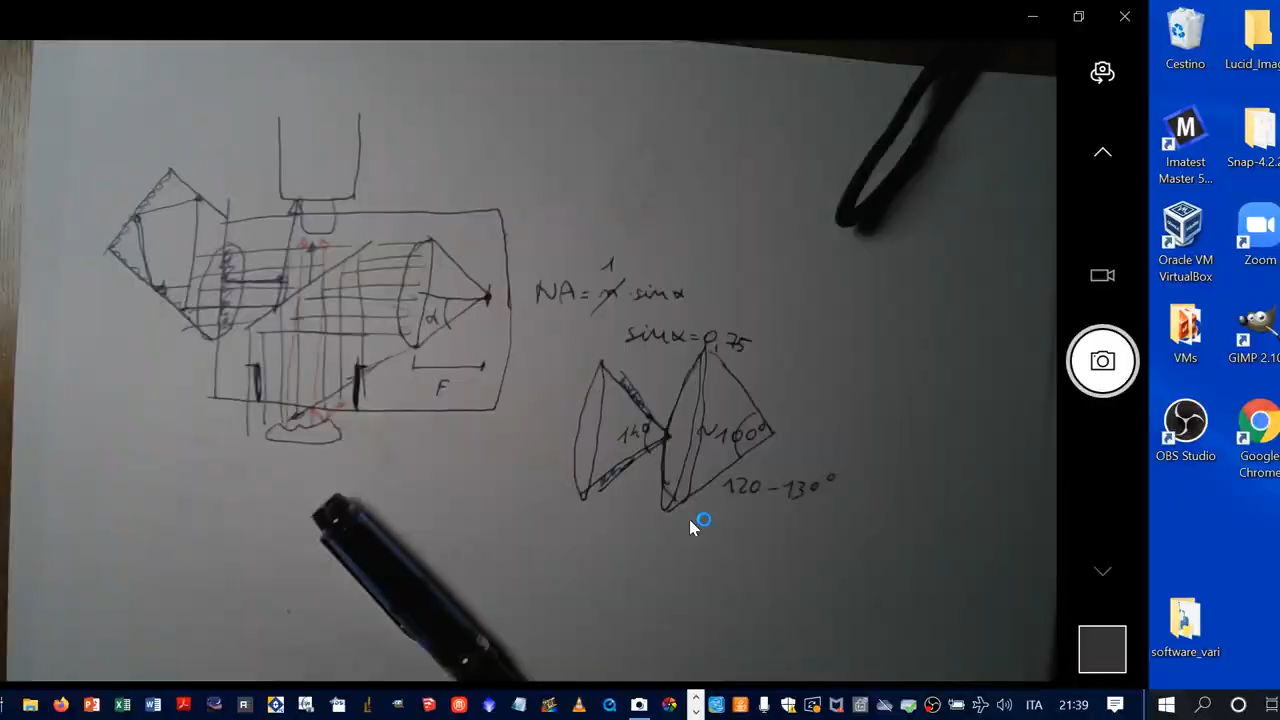 NA = 1 n · sin α
sin α = 0,75
α
F
140
~ 100°
120 - 130°
Cestino
Lucid_Imag
M
Imatest
Master 5...
Snap-4.2.2
Oracle VM
VirtualBox
Zoom
VMs
GIMP 2.10
OBS Studio
Google
Chrome
software_vari
ITA
21:39